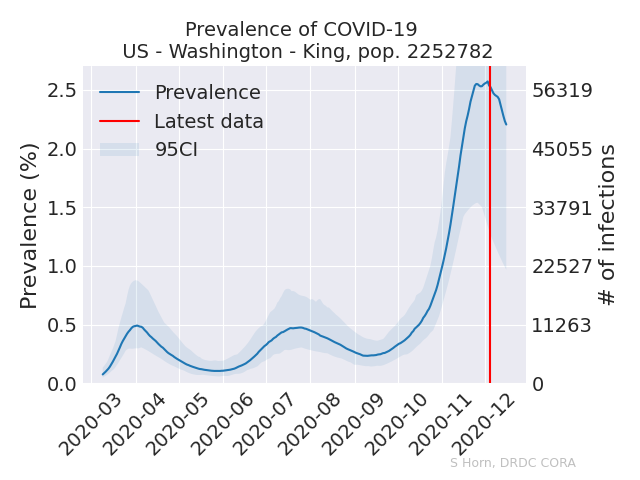 Prevalence of COVID-19
US - Washington - King, pop. 2252782
Prevalence
Latest data
95CI
Prevalence (%)
2.5
2.0
1.5
1.0
0.5
0.0
56319
45055
33791
22527
11263
0
# of infections
2020-03
2020-04
2020-05
2020-06
2020-07
2020-08
2020-09
2020-10
2020-11
2020-12
S Horn, DRDC CORA